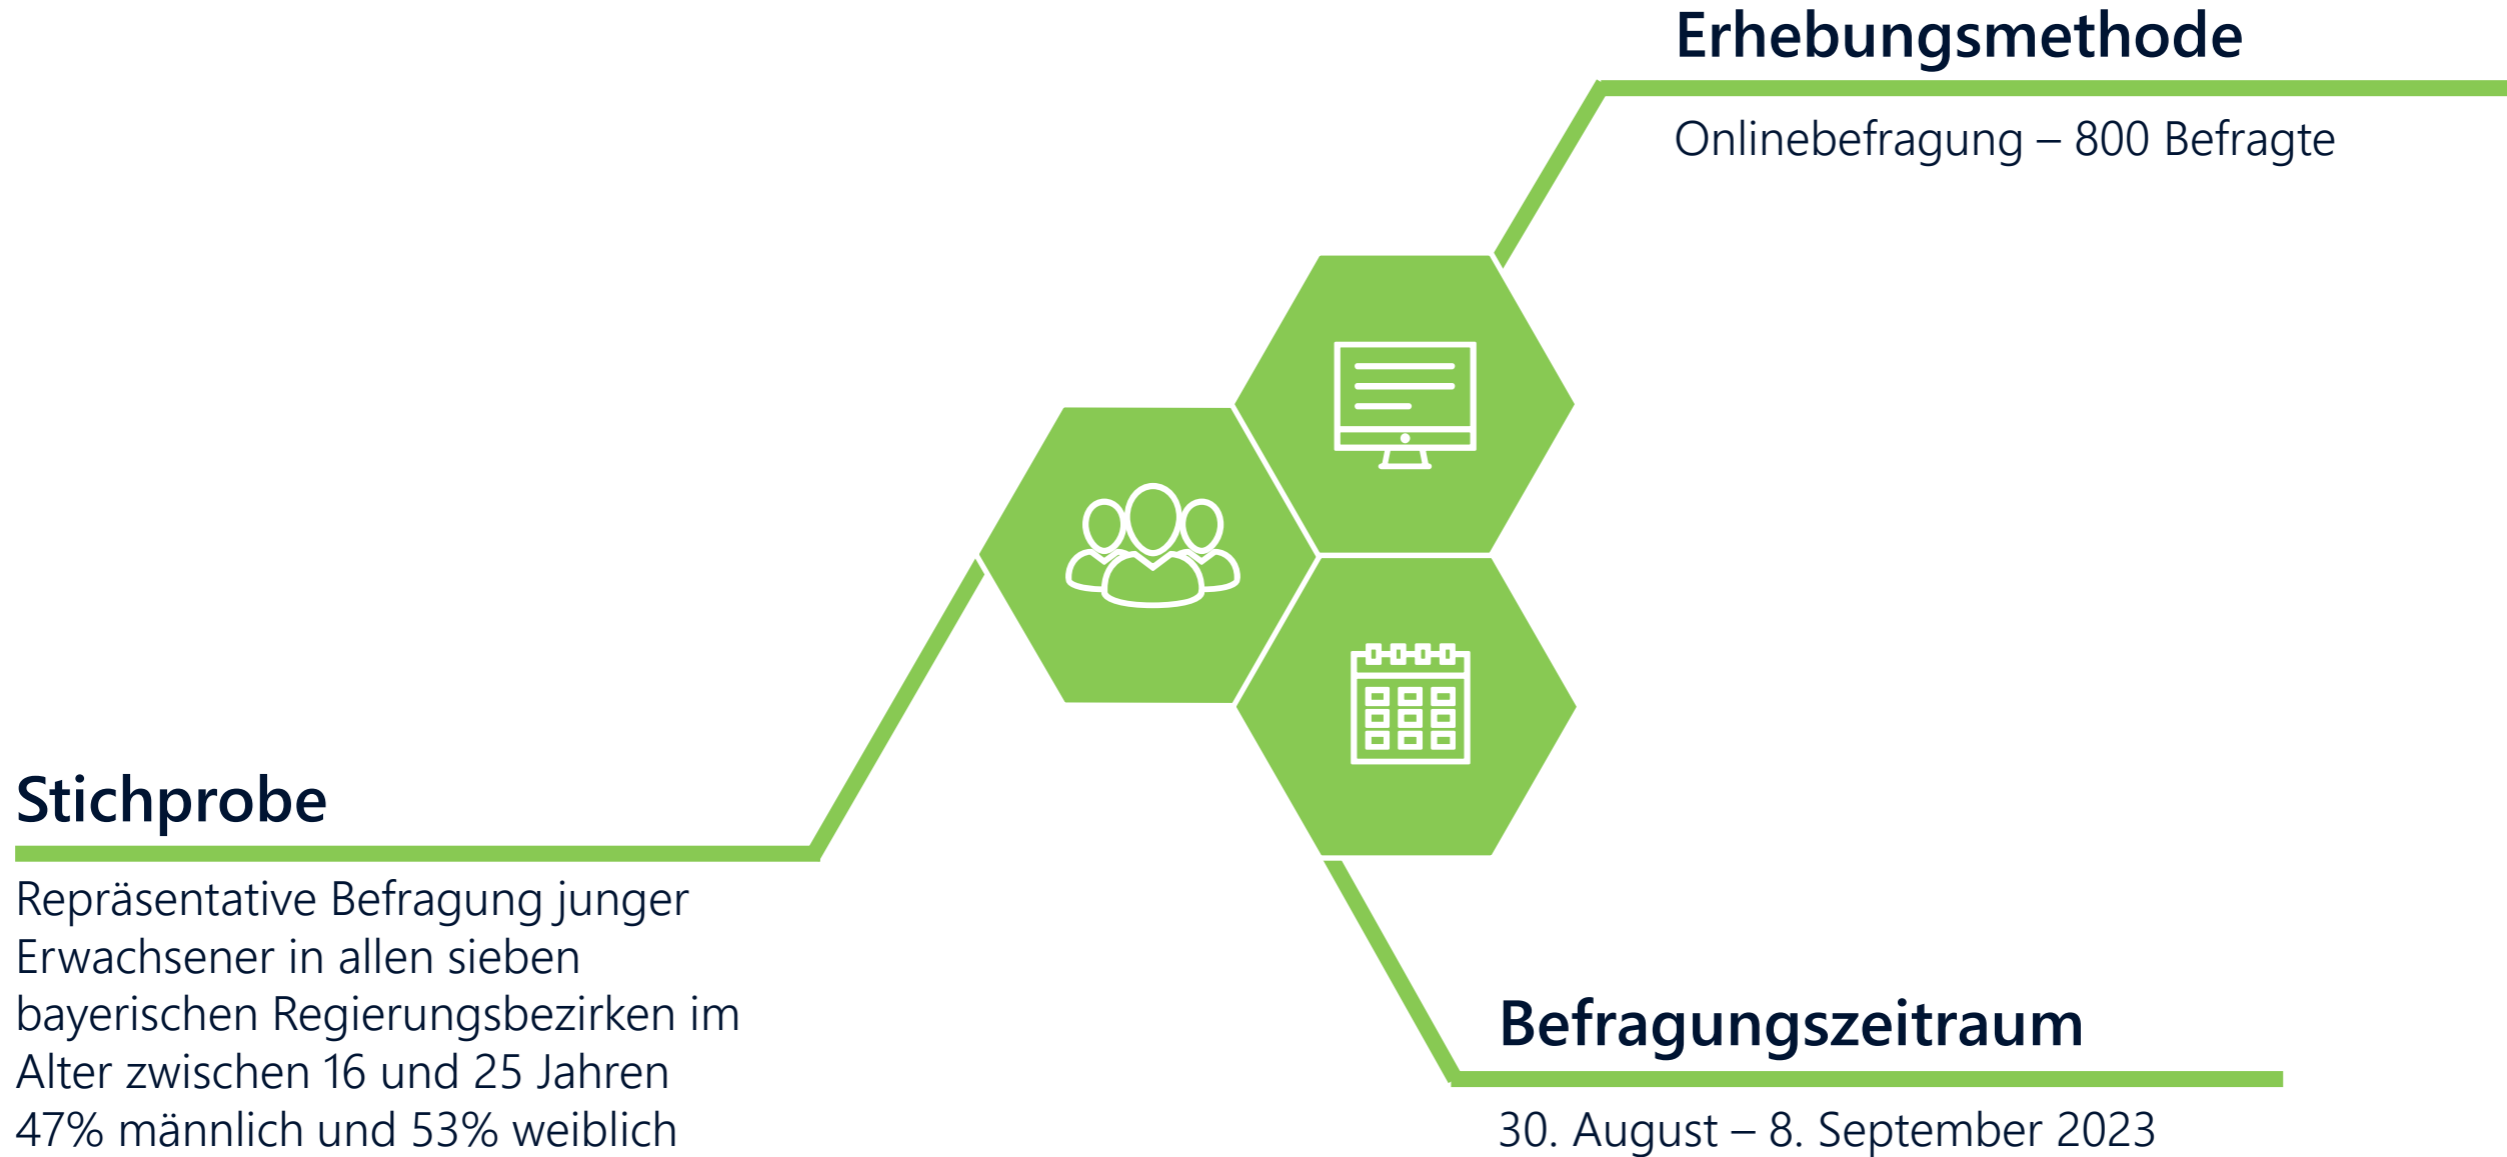 Erhebungsmethode
Onlinebefragung – 800 Befragte
Stichprobe
Repräsentative Befragung junger
Erwachsener in allen sieben
bayerischen Regierungsbezirken im
Alter zwischen 16 und 25 Jahren
47% männlich und 53% weiblich
Befragungszeitraum
30. August – 8. September 2023